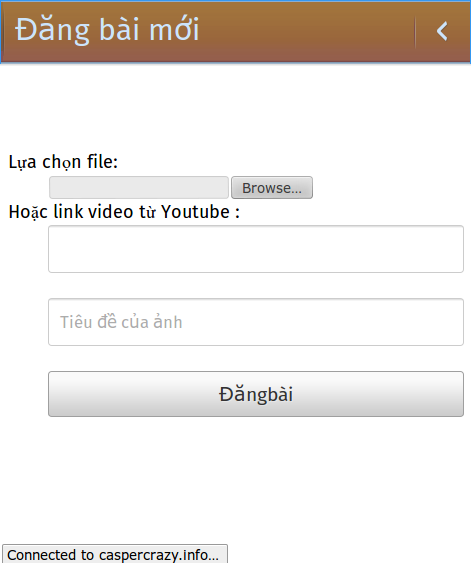 Đăng bài mới
Lựa chọn file:
Browse...
Hoặc link video từ Youtube :
Tiêu đề của ảnh
Đăngbài
Connected to caspercrazy.info...